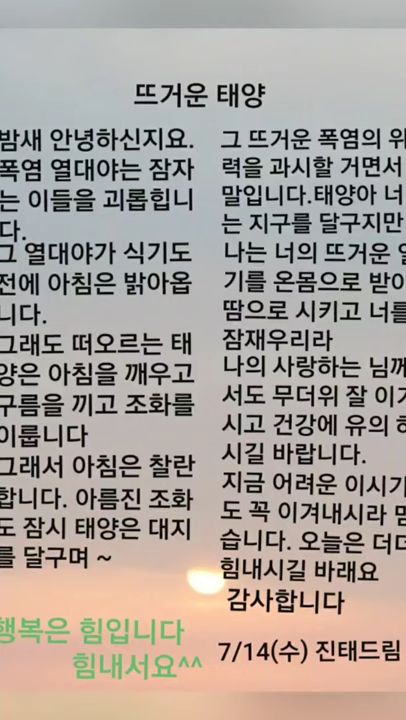 뜨거운 태양
밤새 안녕하신지요.
폭염 열대야는 잠자
는 이들을 괴롭힙니
다.
그 열대야가 식기도
전에 아침은 밝아옵
니다.
그래도 떠오르는 태
양은 아침을 깨우고
구름을 끼고 조화를
이룹니다
그래서 아침은 찰란
합니다. 아름진 조화
도 잠시 태양은 대지
를 달구며 ~
행복은 힘입니다
힘내서요^^
그 뜨거운 폭염의 위
력을 과시할 거면서
말입니다.태양아 너
는 지구를 달구지만
나는 너의 뜨거운 열
기를 온몸으로 받아
땀으로 시키고 너를
잠재우리라
나의 사랑하는 님께
서도 무더위 잘 이겨
시고 건강에 유의 하
시길 바랍니다.
지금 어려운 이시기
도 꼭 이겨내시라 믿
습니다. 오늘은 더더
힘내시길 바래요
감사합니다
7/14(수) 진태드림